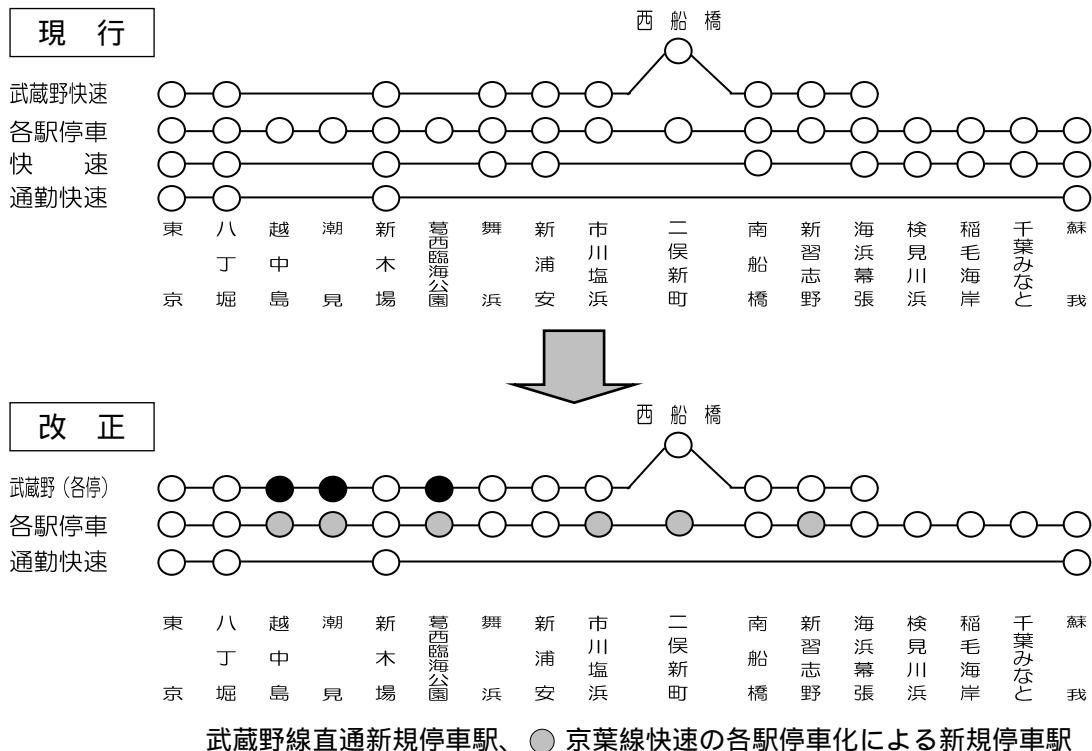 西船橋
現行
武蔵野快速
各駅停車
快速
通勤快速
東京
八丁堀
越中島
潮見
新木場
葛西臨海公園
舞浜
新浦安
市川塩浜
二俣新町
南船橋
新習志野
海浜幕張
検見川浜
稲毛海岸
千葉みなと
蘇我
西船橋
改正
武蔵野（各停）
各駅停車
通勤快速
東京
八丁堀
越中島
潮見
新木場
葛西臨海公園
舞浜
新浦安
市川塩浜
二俣新町
南船橋
新習志野
海浜幕張
検見川浜
稲毛海岸
千葉みなと
蘇我
武蔵野線直通新規停車駅、 京葉線快速の各駅停車化による新規停車駅